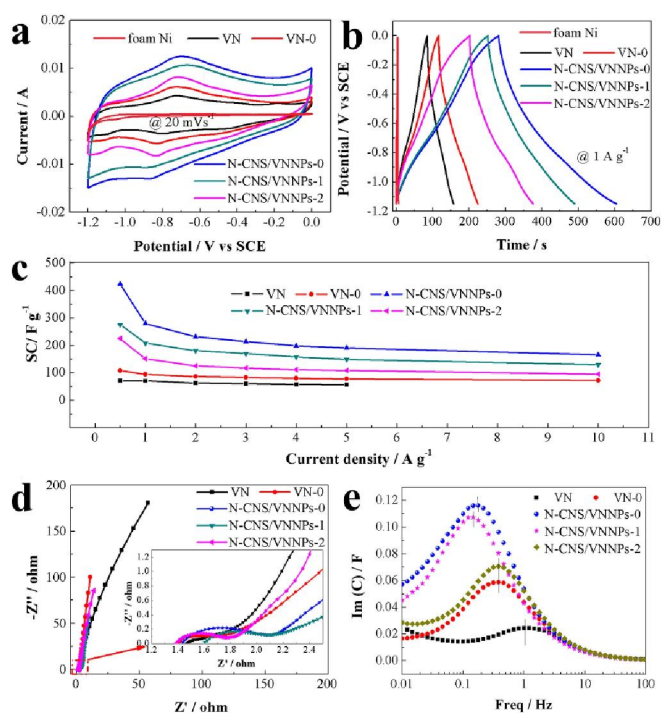 a
foam Ni VN VN-0
@ 20 mVs-1
N-CNS/VNNPs-0
N-CNS/VNNPs-1
N-CNS/VNNPs-2
Current / A
0.02
0.01
0.00
-0.01
-0.02
-1.2 -0.9 -0.6 -0.3 0.0
Potential / V vs SCE
b
foam Ni
VN VN-0
N-CNS/VNNPs-0
N-CNS/VNNPs-1
N-CNS/VNNPs-2
@ 1 A g-1
Potential / V vs SCE
0.0
-0.2
-0.4
-0.6
-0.8
-1.0
-1.2
0 100 200 300 400 500 600 700
Time / s
c
VN VN-0 N-CNS/VNNPs-0
N-CNS/VNNPs-1 N-CNS/VNNPs-2
SC/ F g-1
500
400
300
200
100
0
0 1 2 3 4 5 6 7 8 9 10
Current density / A g-1
d
VN VN-0
N-CNS/VNNPs-0
N-CNS/VNNPs-1
N-CNS/VNNPs-2
-Z'' / ohm
200
150
100
50
0
0 50 100 150 200
Z' / ohm
-Z'' / ohm
1.2
1.0
0.8
0.6
0.4
0.2
0.0
1.2 1.4 1.6 1.8 2.0 2.2 2.4
Z' / ohm
e
VN VN-0
N-CNS/VNNPs-0
N-CNS/VNNPs-1
N-CNS/VNNPs-2
Im (C) / F
0.12
0.10
0.08
0.06
0.04
0.02
0.00
0.01 0.1 1 10 100
Freq / Hz